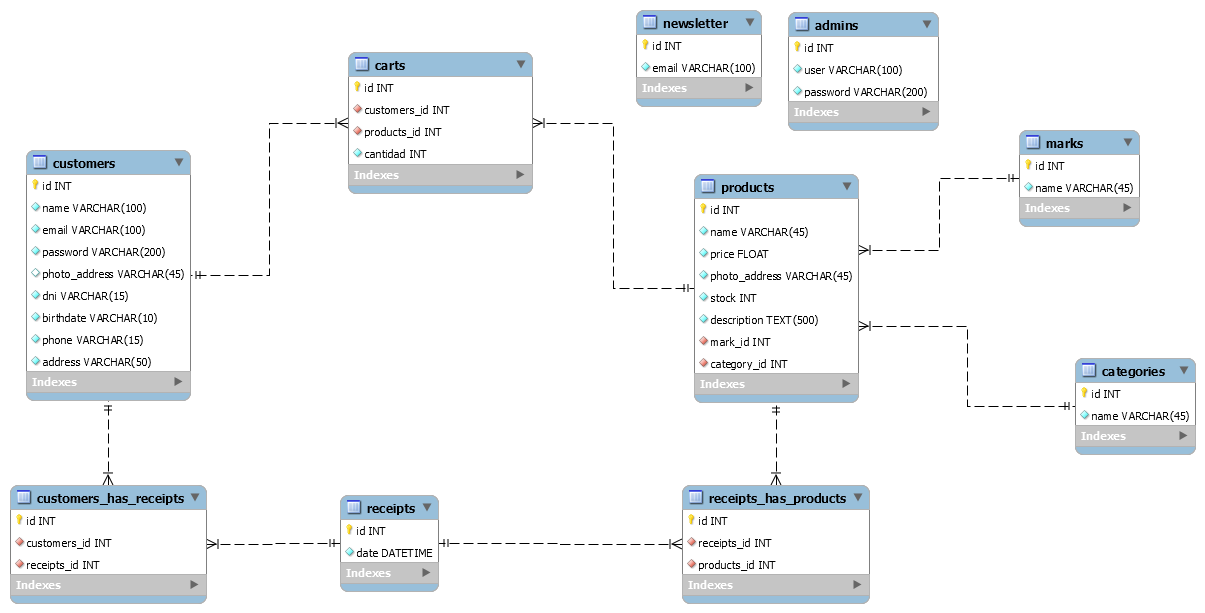 newsletter
id INT
email VARCHAR(100)
Indexes
admins
id INT
user VARCHAR(100)
password VARCHAR(200)
Indexes
carts
id INT
customers_id INT
products_id INT
cantidad INT
Indexes
marks
id INT
name VARCHAR(45)
Indexes
customers
id INT
name VARCHAR(100)
email VARCHAR(100)
password VARCHAR(200)
photo_address VARCHAR(45)
dni VARCHAR(15)
birthdate VARCHAR(10)
phone VARCHAR(15)
address VARCHAR(50)
Indexes
products
id INT
name VARCHAR(45)
price FLOAT
photo_address VARCHAR(45)
stock INT
description TEXT(500)
mark_id INT
category_id INT
Indexes
categories
id INT
name VARCHAR(45)
Indexes
customers_has_receipts
id INT
customers_id INT
receipts_id INT
Indexes
receipts
id INT
date DATETIME
Indexes
receipts_has_products
id INT
receipts_id INT
products_id INT
Indexes